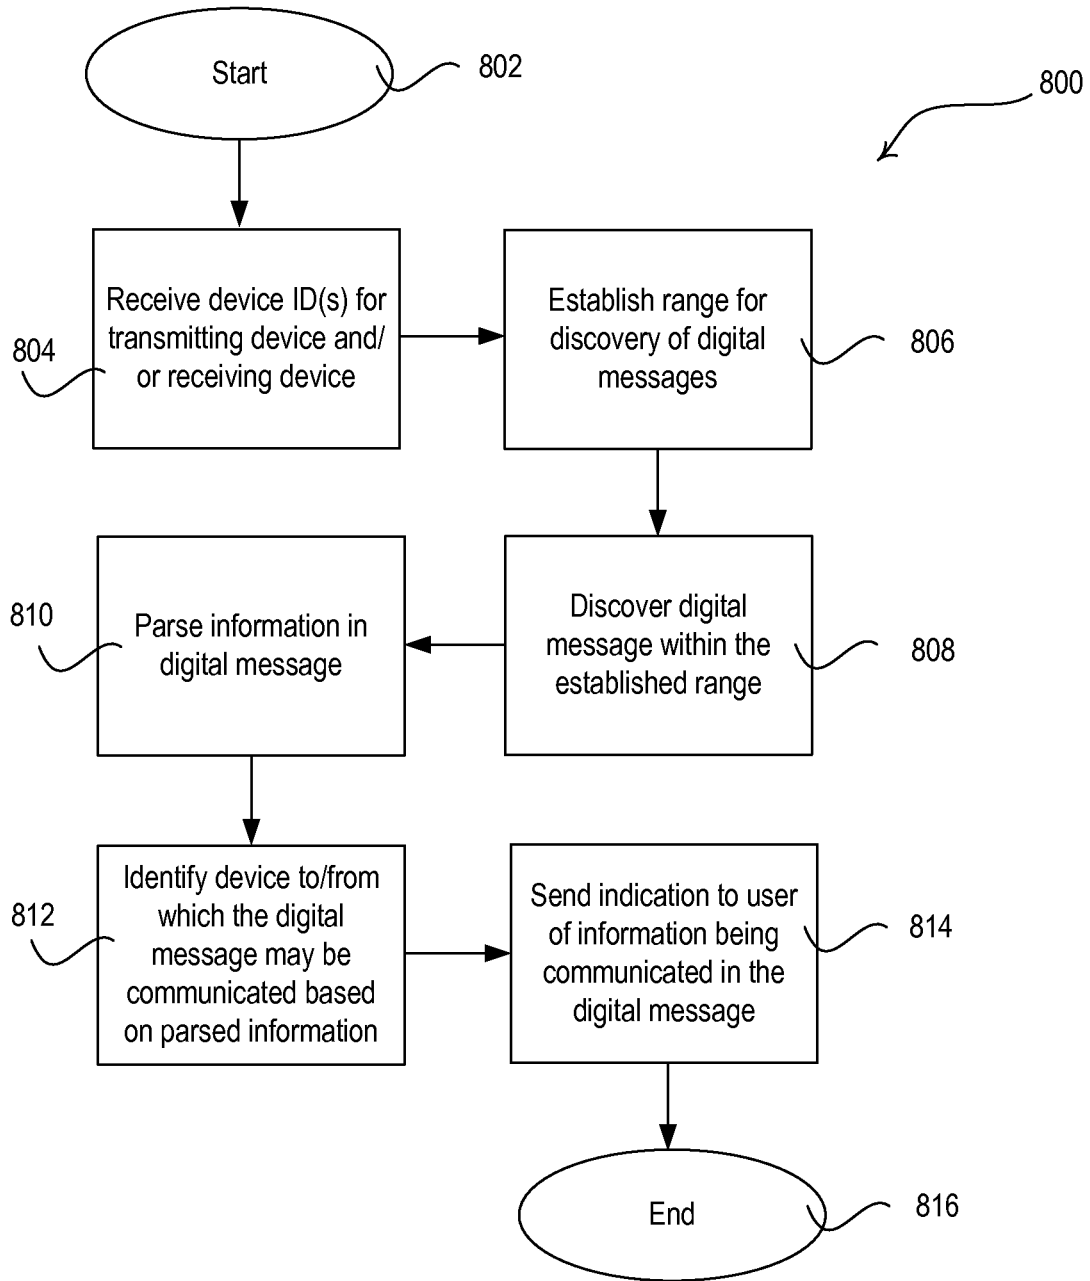 Start
802
800
Receive device ID(s) for
transmitting device and/
or receiving device
804
Establish range for
discovery of digital
messages
806
Discover digital
message within the
established range
808
Parse information in
digital message
810
Identify device to/from
which the digital
message may be
communicated based
on parsed information
812
Send indication to user
of information being
communicated in the
digital message
814
End
816